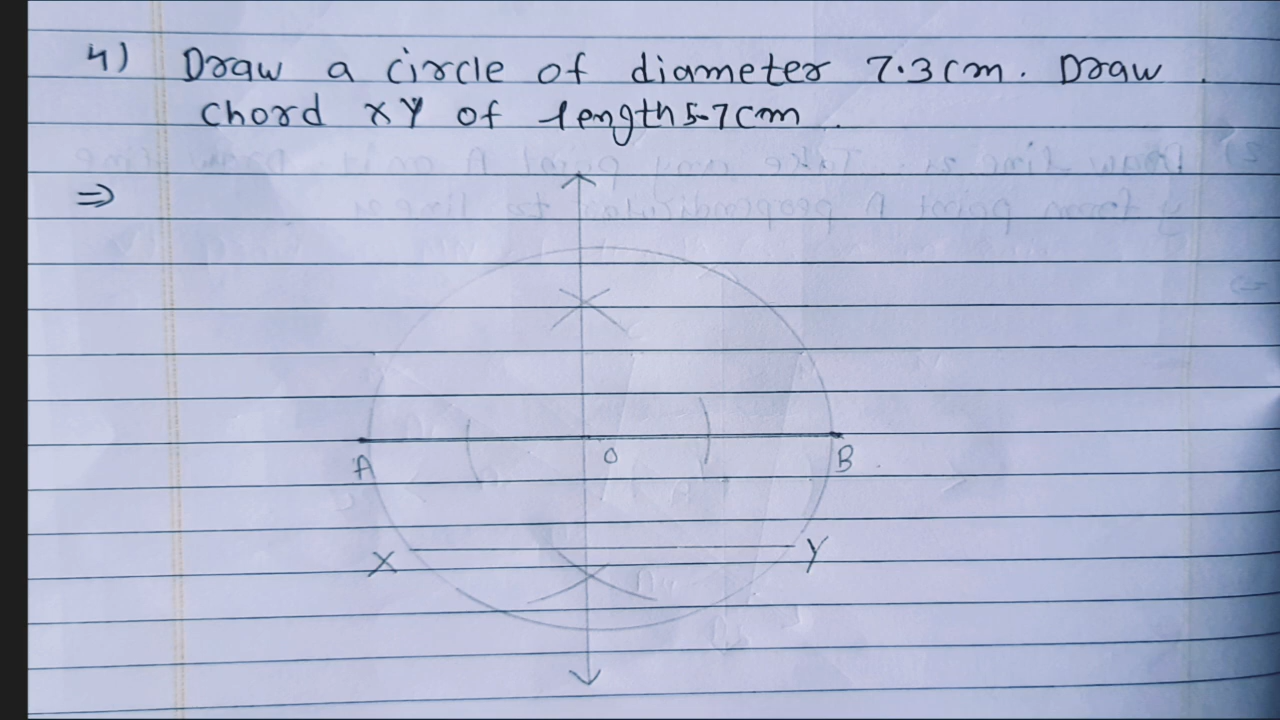 4) Draw a circle of diameter 7.3cm. Draw
chord XY of length 5.7cm.
⇒
A
O
B
X
Y